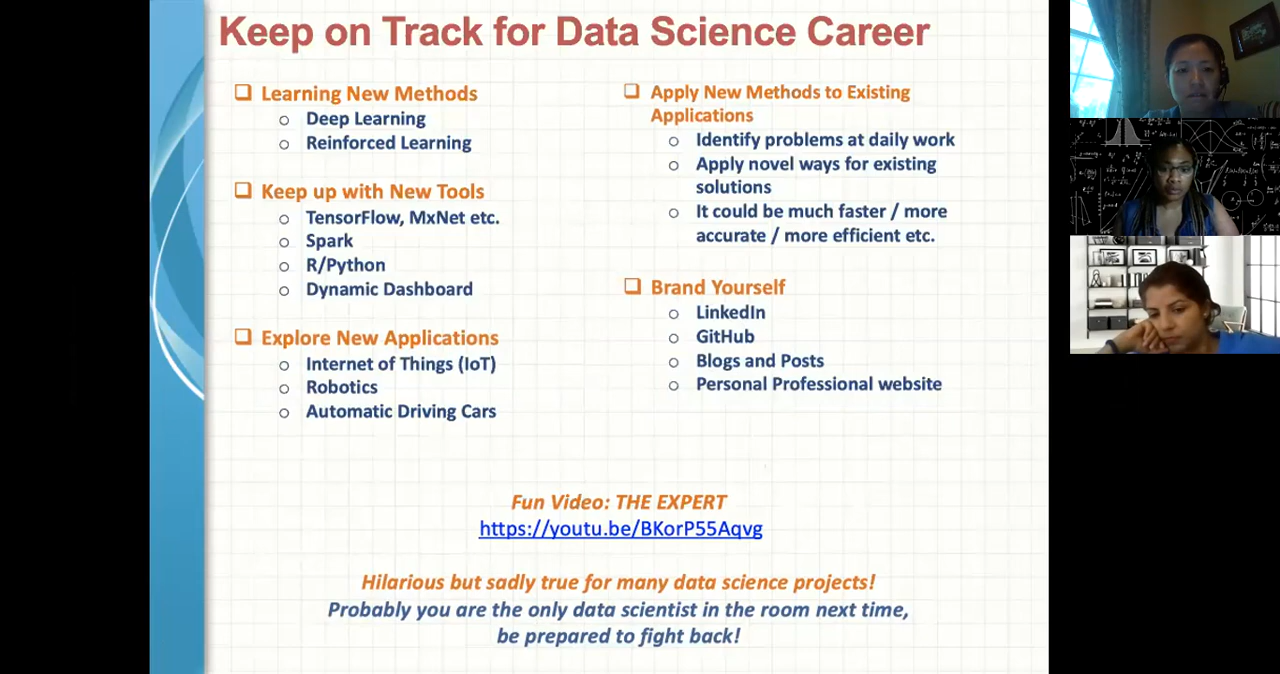 Keep on Track for Data Science Career
❑ Learning New Methods
○ Deep Learning
○ Reinforced Learning
❑ Keep up with New Tools
○ TensorFlow, MxNet etc.
○ Spark
○ R/Python
○ Dynamic Dashboard
❑ Explore New Applications
○ Internet of Things (IoT)
○ Robotics
○ Automatic Driving Cars
❑ Apply New Methods to Existing
Applications
○ Identify problems at daily work
○ Apply novel ways for existing
solutions
○ It could be much faster / more
accurate / more efficient etc.
❑ Brand Yourself
○ LinkedIn
○ GitHub
○ Blogs and Posts
○ Personal Professional website
Fun Video: THE EXPERT
https://youtu.be/BKorP55Aqvg
Hilarious but sadly true for many data science projects!
Probably you are the only data scientist in the room next time,
be prepared to fight back!